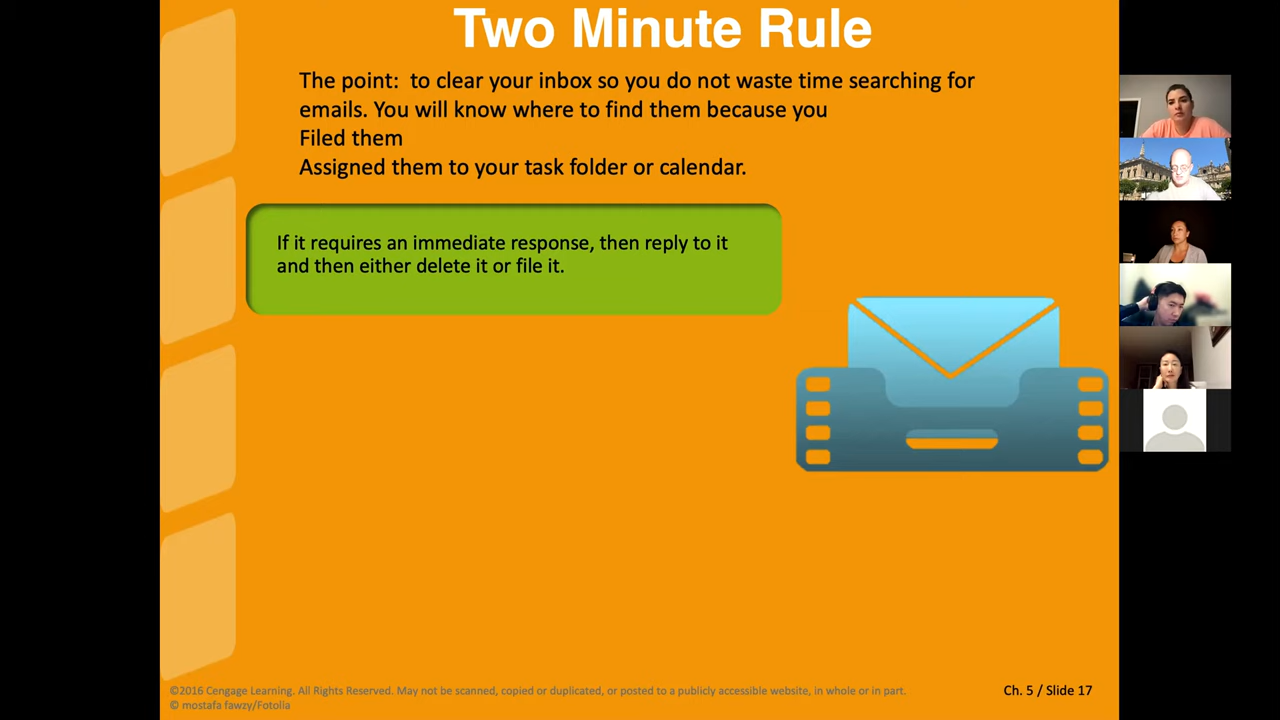 Two Minute Rule
The point:  to clear your inbox so you do not waste time searching for
emails. You will know where to find them because you
Filed them
Assigned them to your task folder or calendar.
If it requires an immediate response, then reply to it
and then either delete it or file it.
©2016 Cengage Learning. All Rights Reserved. May not be scanned, copied or duplicated, or posted to a publicly accessible website, in whole or in part.
© mostafa fawzy/Fotolia
Ch. 5 / Slide 17